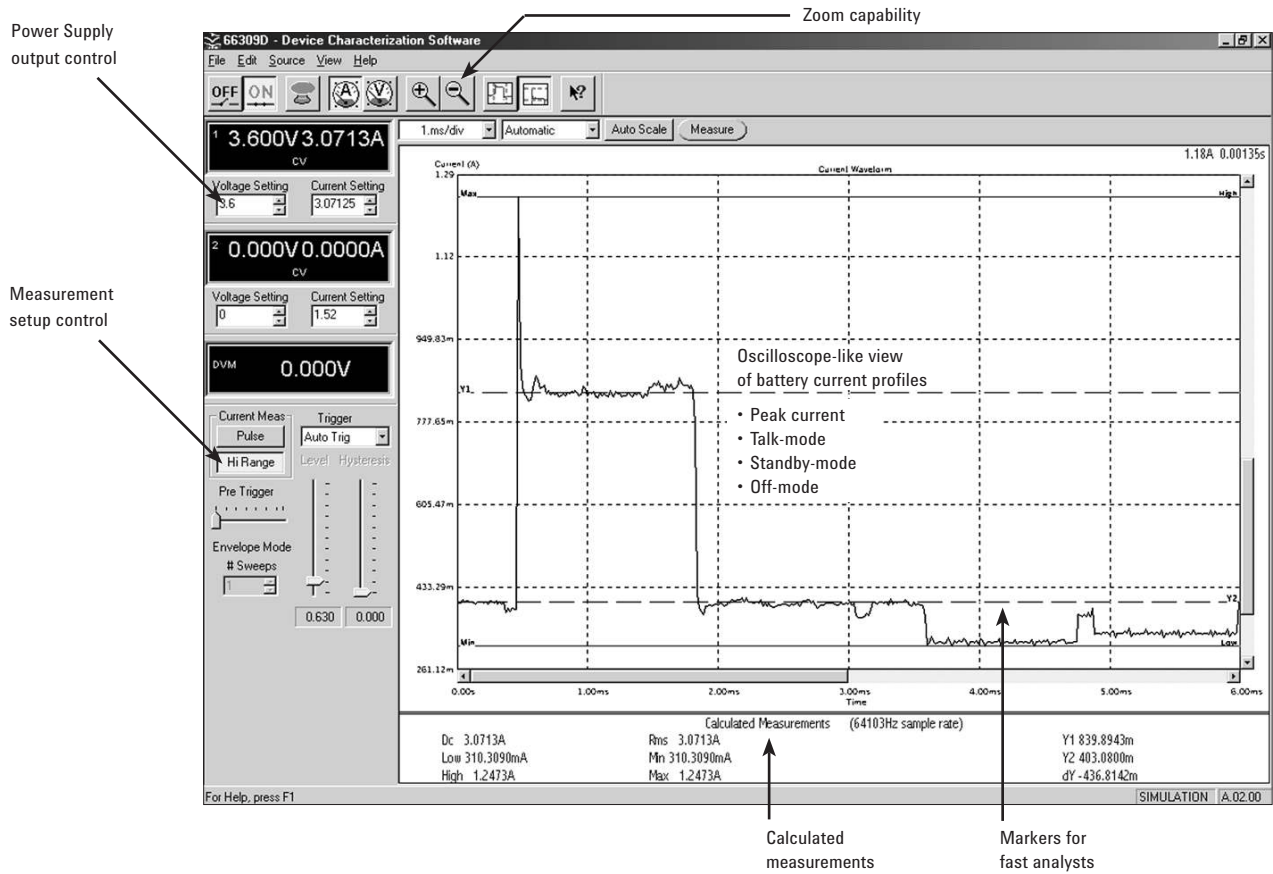 Zoom capability
Power Supply
output control
66309D - Device Characterization Software
File Edit Source View Help
OFF ON A V
1.ms/div Automatic Auto Scale Measure
1 3.600V 3.0713A
CV
Voltage Setting Current Setting
3.6 3.07125
2 0.000V 0.0000A
CV
Voltage Setting Current Setting
0 1.52
Measurement
setup control
DVM 0.000V
Current Meas Trigger
Pulse Auto Trig
Hi Range Level Hysteresis
Pre Trigger
Envelope Mode
# Sweeps
1
0.630 0.000
1.18A 0.00135s
Current (A) Current Waveform
1.29
Max High
1.12
949.83m
Oscilloscope-like view
of battery current profiles
Y1
• Peak current
777.65m
• Talk-mode
• Standby-mode
• Off-mode
605.47m
433.29m
Y2
Min Low
261.12m
0.00s 1.00ms 2.00ms 3.00ms 4.00ms 5.00ms 6.00ms
Time
Calculated Measurements (64103Hz sample rate)
Dc 3.0713A Rms 3.0713A Y1 839.8943m
Low 310.3090mA Min 310.3090mA Y2 403.0800m
High 1.2473A Max 1.2473A dY -436.8142m
For Help, press F1 SIMULATION A.02.00
Calculated
measurements
Markers for
fast analysts